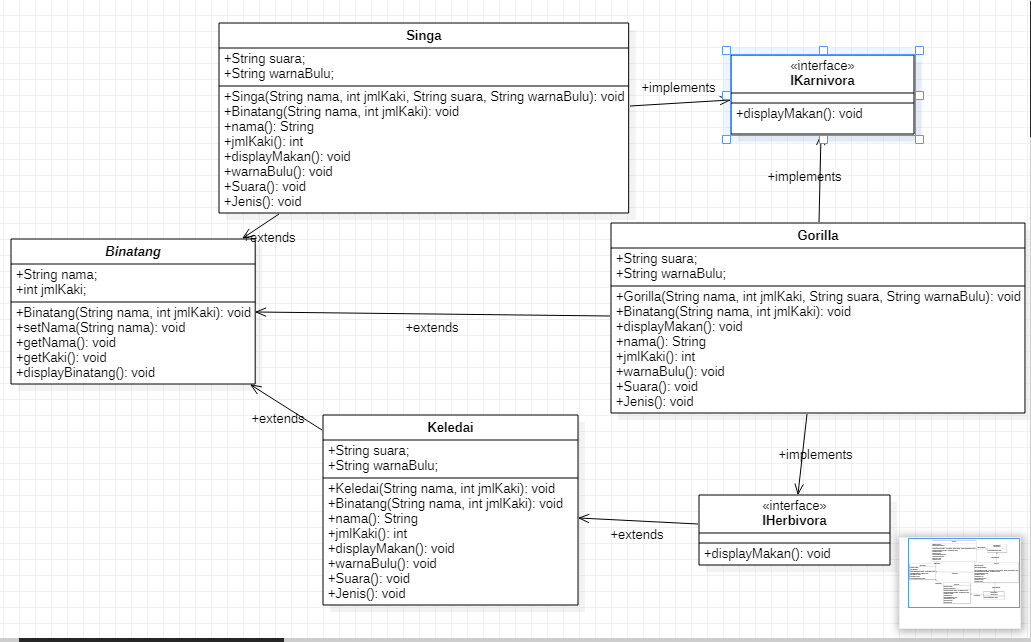 Singa
+String suara;
+String warnaBulu;
+Singa(String nama, int jmlKaki, String suara, String warnaBulu): void
+Binatang(String nama, int jmlKaki): void
+nama(): String
+jmlKaki(): int
+displayMakan(): void
+warnaBulu(): void
+Suara(): void
+Jenis(): void
+implements
«interface»
IKarnivora
+displayMakan(): void
+implements
+extends
Binatang
+String nama;
+int jmlKaki;
+Binatang(String nama, int jmlKaki): void
+setNama(String nama): void
+getNama(): void
+getKaki(): void
+displayBinatang(): void
+extends
Gorilla
+String suara;
+String warnaBulu;
+Gorilla(String nama, int jmlKaki, String suara, String warnaBulu): void
+Binatang(String nama, int jmlKaki): void
+displayMakan(): void
+nama(): String
+jmlKaki(): int
+warnaBulu(): void
+Suara(): void
+Jenis(): void
+extends
Keledai
+String suara;
+String warnaBulu;
+Keledai(String nama, int jmlKaki): void
+Binatang(String nama, int jmlKaki): void
+nama(): String
+jmlKaki(): int
+displayMakan(): void
+warnaBulu(): void
+Suara(): void
+Jenis(): void
+implements
+extends
«interface»
IHerbivora
+displayMakan(): void